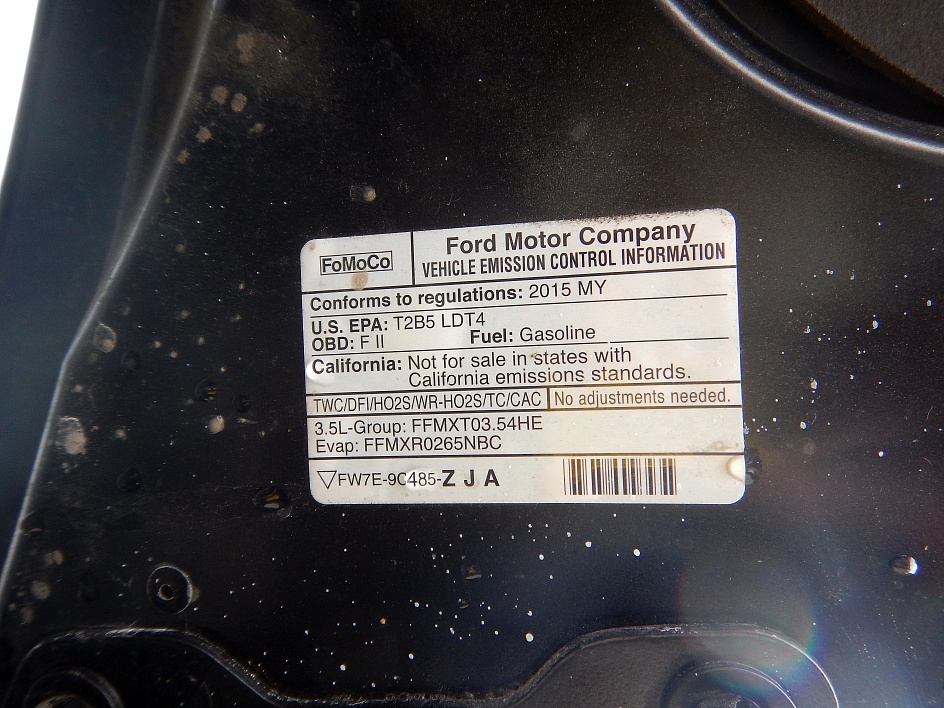 FoMoCo
Ford Motor Company
VEHICLE EMISSION CONTROL INFORMATION
Conforms to regulations: 2015 MY
U.S. EPA: T2B5 LDT4
OBD: F II Fuel: Gasoline
California: Not for sale in states with
California emissions standards.
TWC/DFI/HO2S/WR-HO2S/TC/CAC No adjustments needed.
3.5L-Group: FFMXT03.54HE
Evap: FFMXR0265NBC
▽FW7E-9C485-Z J A